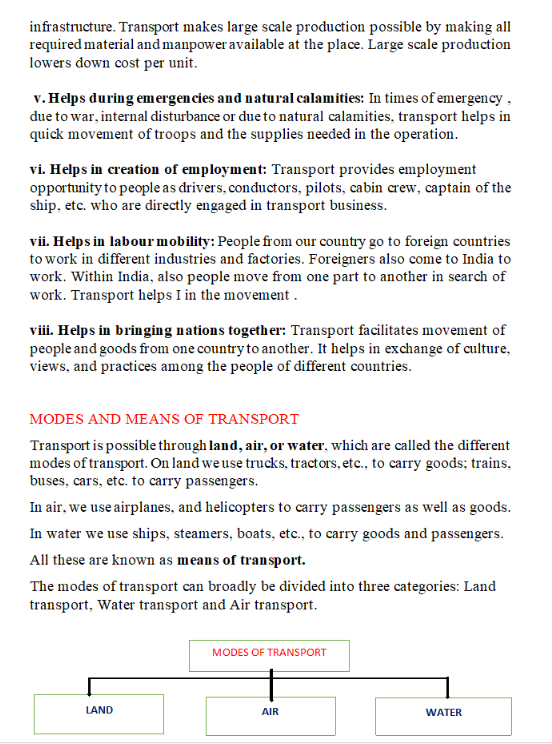 infrastructure. Transport makes large scale production possible by making all
required material and manpower available at the place. Large scale production
lowers down cost per unit.
v. Helps during emergencies and natural calamities: In times of emergency ,
due to war, internal disturbance or due to natural calamities, transport helps in
quick movement of troops and the supplies needed in the operation.
vi. Helps in creation of employment: Transport provides employment
opportunity to people as drivers, conductors, pilots, cabin crew, captain of the
ship, etc. who are directly engaged in transport business.
vii. Helps in labour mobility: People from our country go to foreign countries
to work in different industries and factories. Foreigners also come to India to
work. Within India, also people move from one part to another in search of
work. Transport helps I in the movement .
viii. Helps in bringing nations together: Transport facilitates movement of
people and goods from one country to another. It helps in exchange of culture,
views, and practices among the people of different countries.
MODES AND MEANS OF TRANSPORT
Transport is possible through land, air, or water, which are called the different
modes of transport. On land we use trucks, tractors, etc., to carry goods; trains,
buses, cars, etc. to carry passengers.
In air, we use airplanes, and helicopters to carry passengers as well as goods.
In water we use ships, steamers, boats, etc., to carry goods and passengers.
All these are known as means of transport.
The modes of transport can broadly be divided into three categories: Land
transport, Water transport and Air transport.
MODES OF TRANSPORT
LAND
AIR
WATER